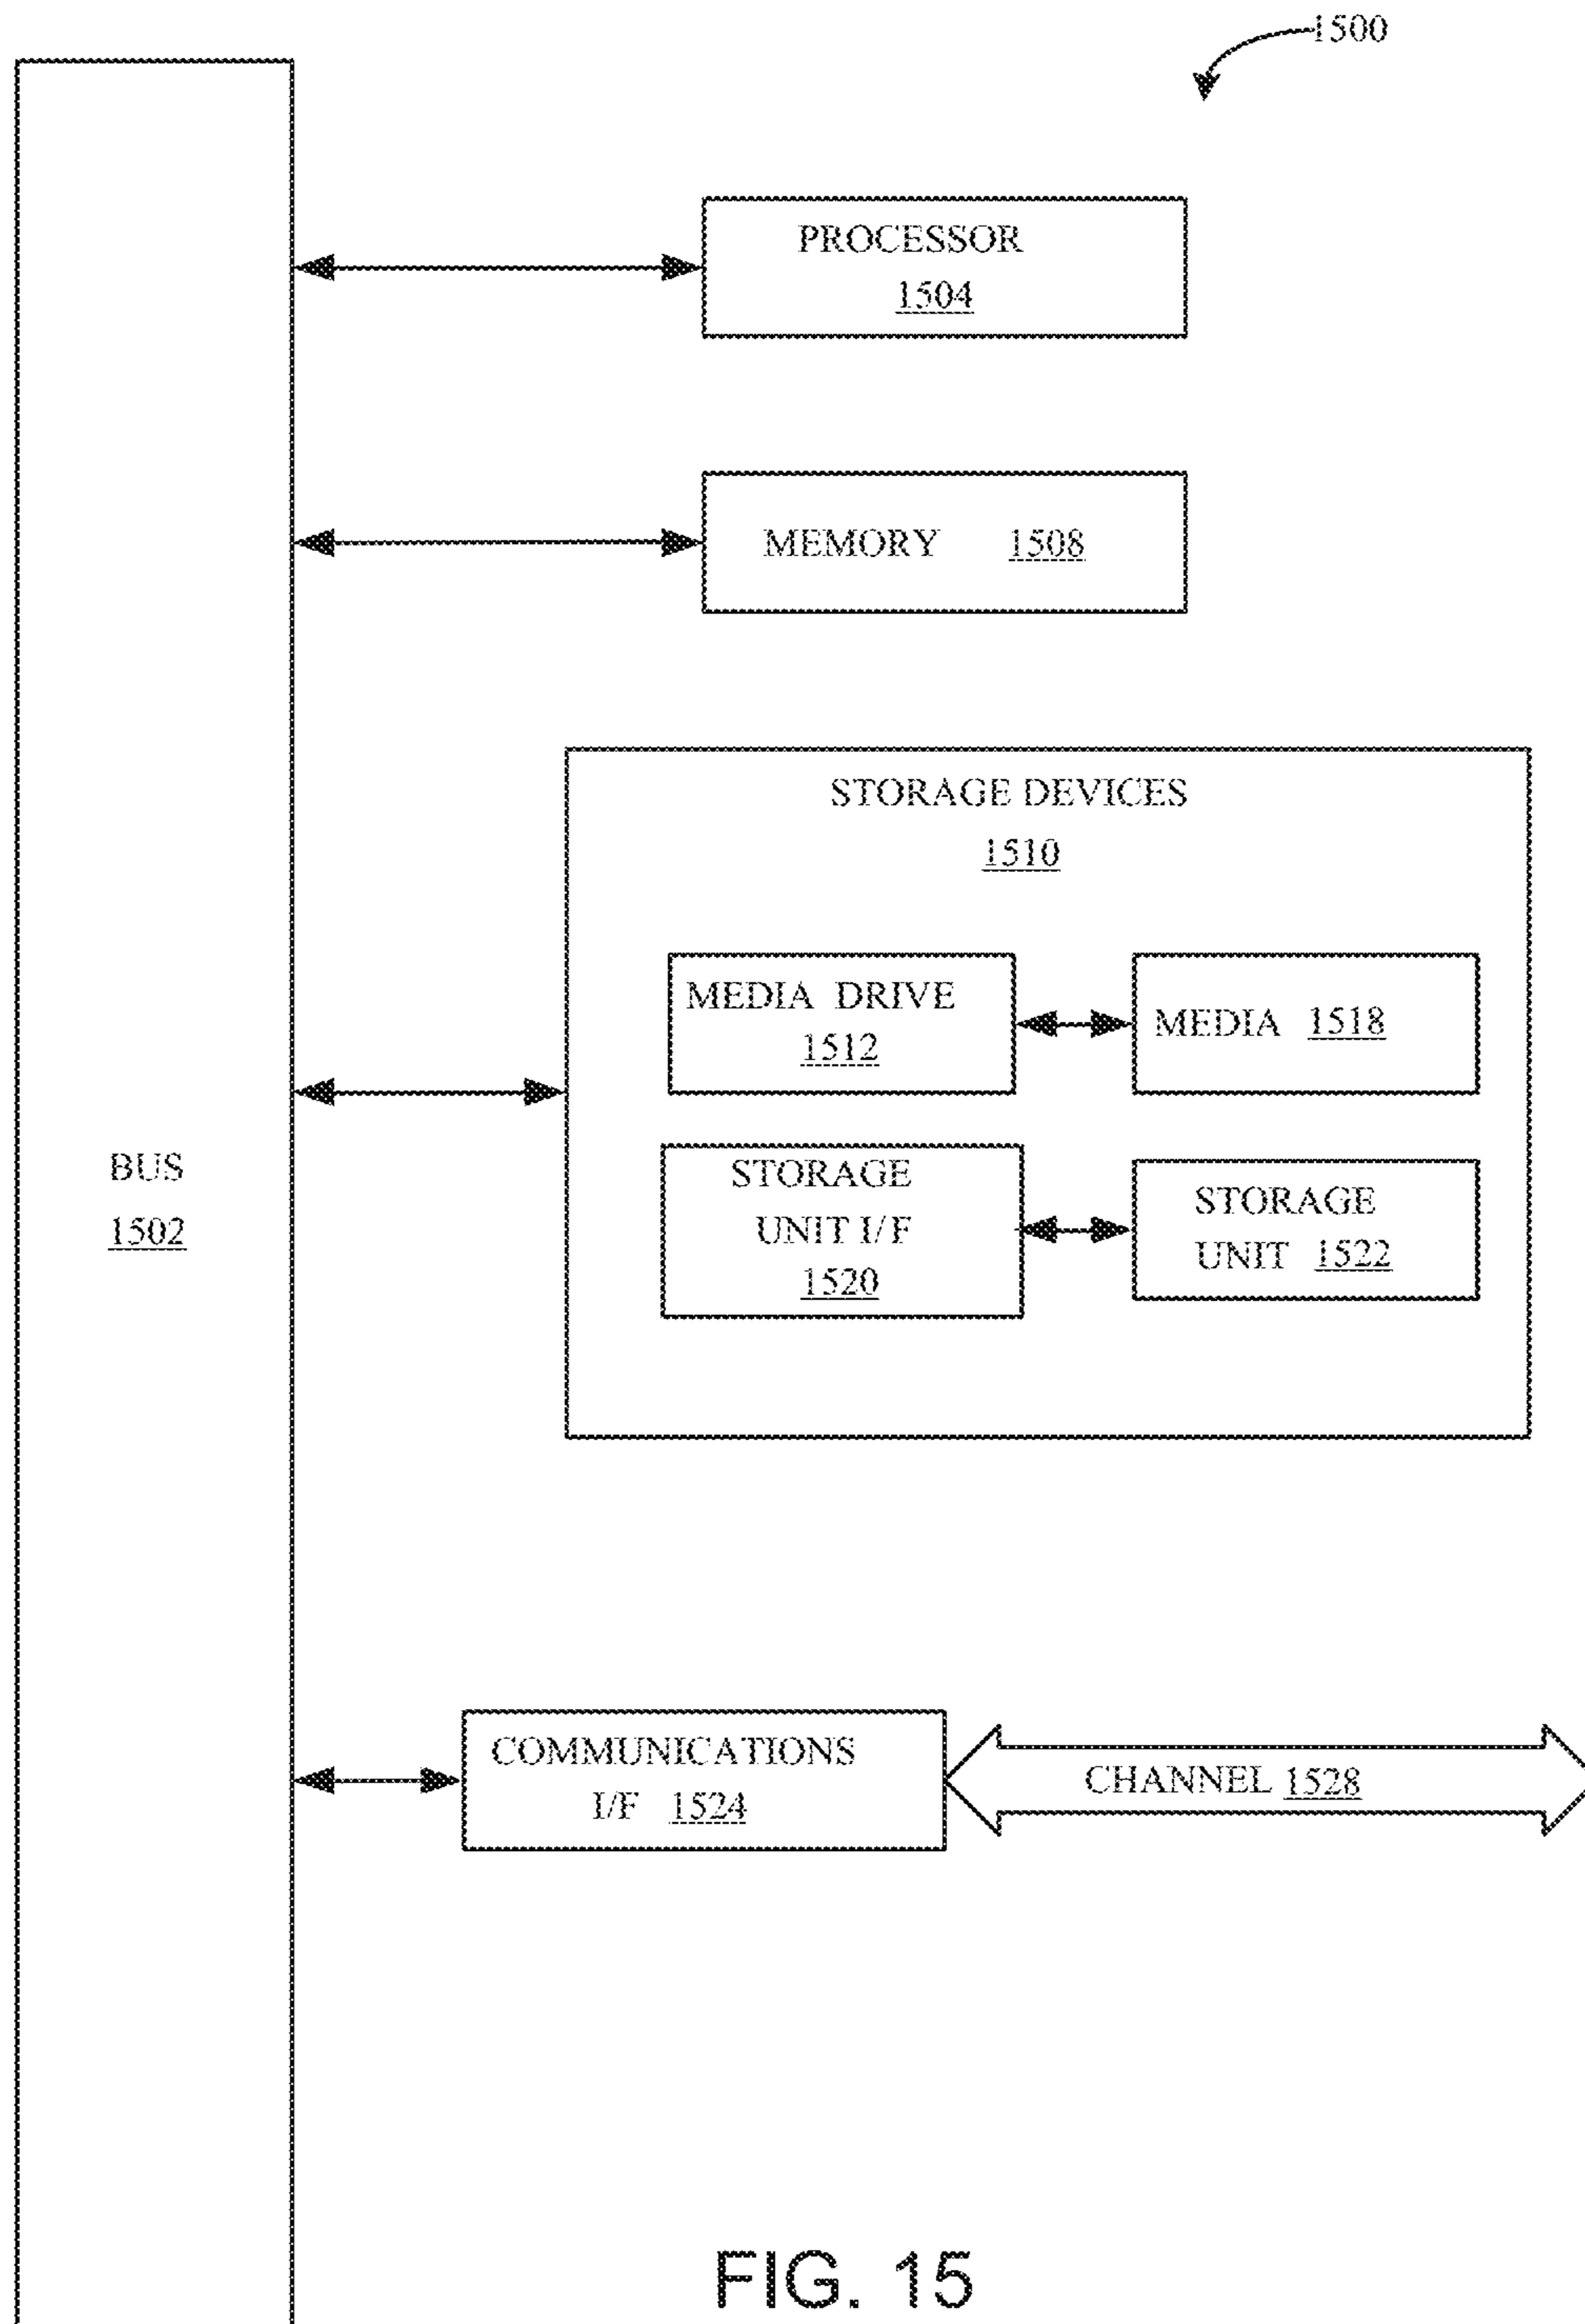 1500
PROCESSOR
1504
MEMORY 1508
STORAGE DEVICES
1510
MEDIA DRIVE
1512
MEDIA 1518
BUS
1502
STORAGE
UNIT I/F
1520
STORAGE
UNIT 1522
COMMUNICATIONS
I/F 1524
CHANNEL 1528
FIG. 15